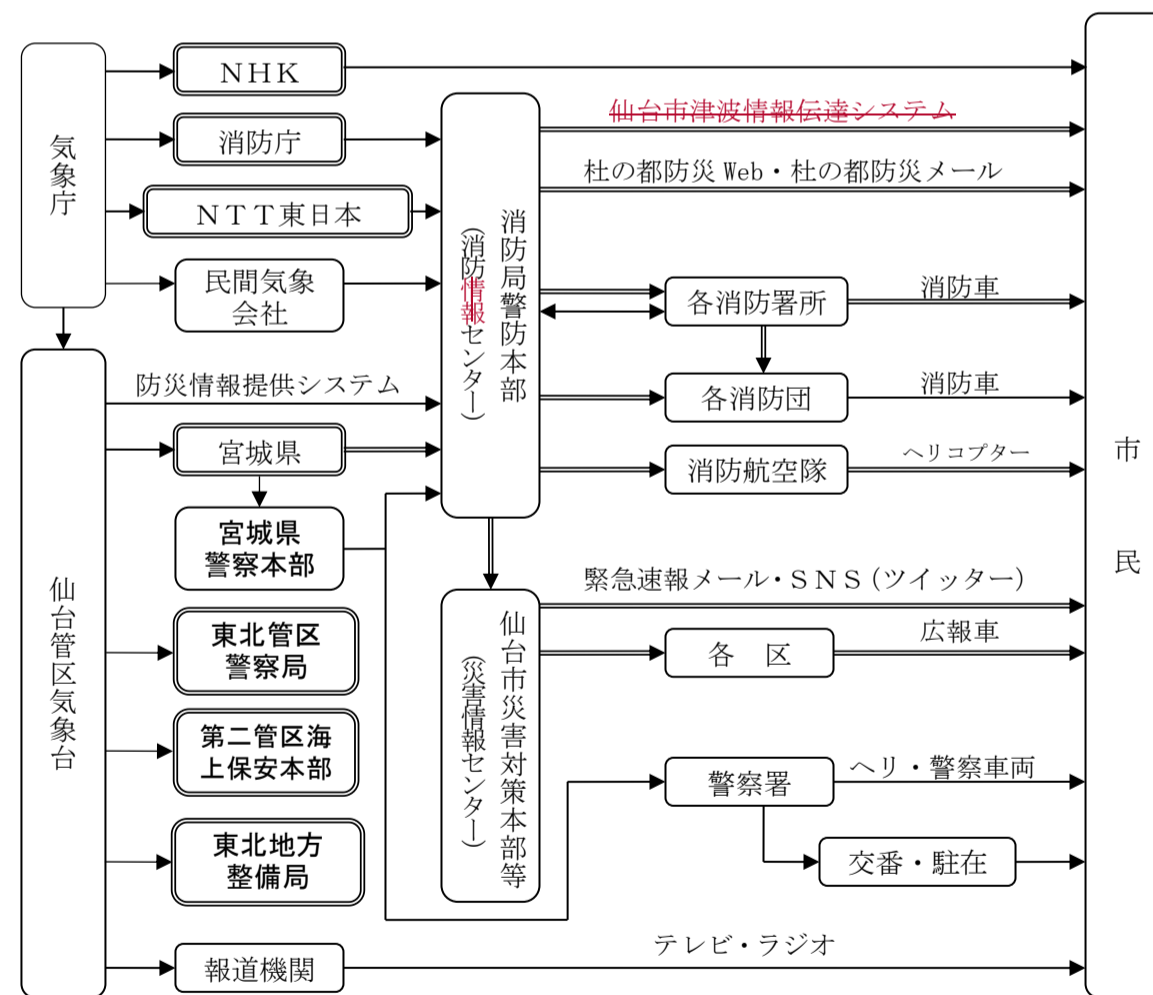 気象庁
NHK
消防庁
NTT東日本
民間気象
会社
仙台管区気象台
防災情報提供システム
宮城県
宮城県
警察本部
東北管区
警察局
第二管区海
上保安本部
東北地方
整備局
報道機関
消防局警防本部
(消防情報センター)
仙台市災害対策本部等
(災害情報センター)
仙台市津波情報伝達システム
杜の都防災Web・杜の都防災メール
各消防署所
消防車
各消防団
消防車
消防航空隊
ヘリコプター
緊急速報メール・SNS(ツイッター)
各 区
広報車
警察署
ヘリ・警察車両
交番・駐在
テレビ・ラジオ
市民